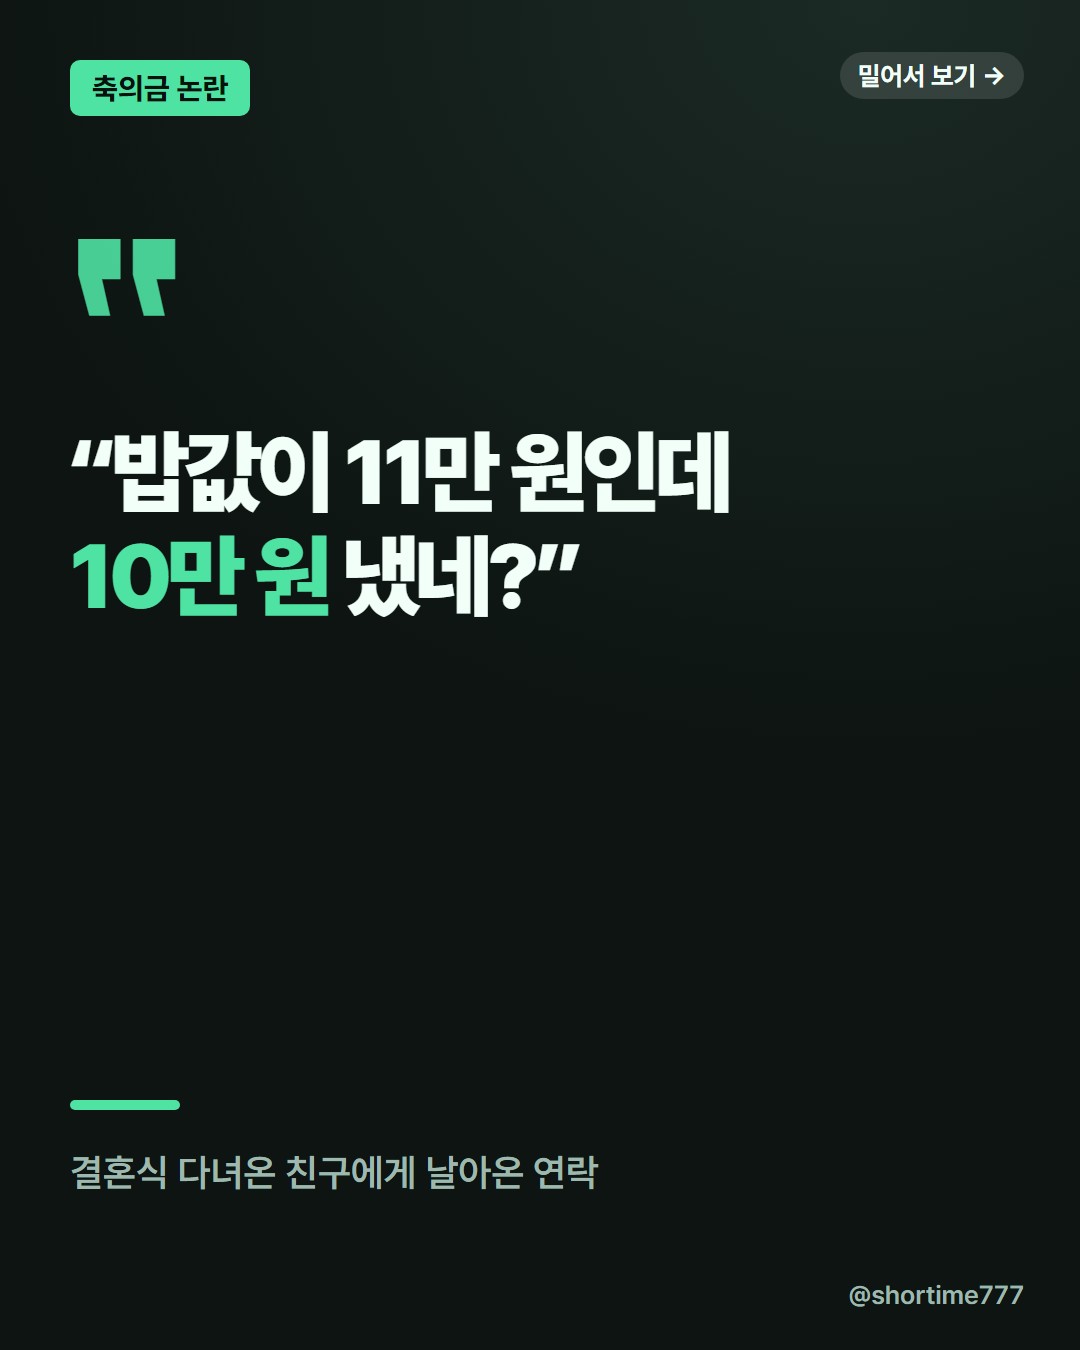 축의금 논란
밀어서 보기 →
"
“밥값이 11만 원인데
10만 원 냈네?”
결혼식 다녀온 친구에게 날아온 연락
@shortime777